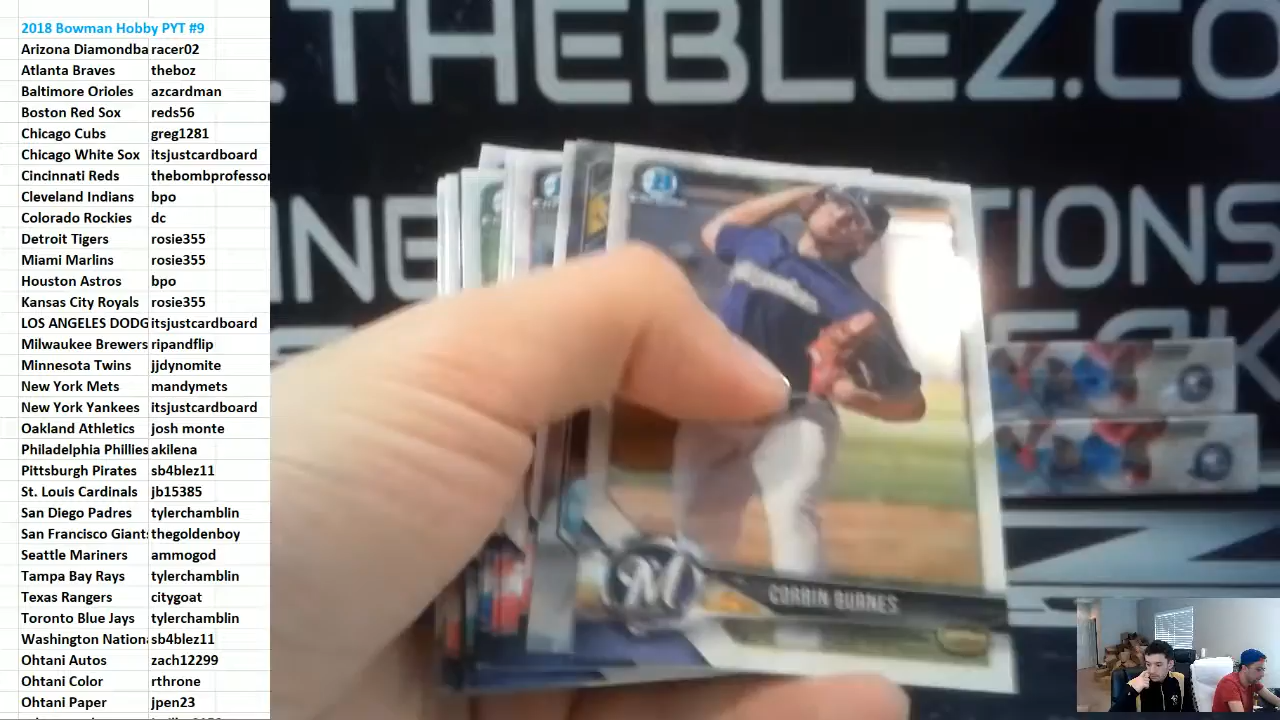 2018 Bowman Hobby PYT #9
Arizona Diamondba racer02
Atlanta Braves theboz
Baltimore Orioles azcardman
Boston Red Sox reds56
Chicago Cubs greg1281
Chicago White Sox itsjustcardboard
Cincinnati Reds thebombprofessor
Cleveland Indians bpo
Colorado Rockies dc
Detroit Tigers rosie355
Miami Marlins rosie355
Houston Astros bpo
Kansas City Royals rosie355
LOS ANGELES DODG itsjustcardboard
Milwaukee Brewers ripandflip
Minnesota Twins jjdynomite
New York Mets mandymets
New York Yankees itsjustcardboard
Oakland Athletics josh monte
Philadelphia Phillies akilena
Pittsburgh Pirates sb4blez11
St. Louis Cardinals jb15385
San Diego Padres tylerchamblin
San Francisco Giants thegoldenboy
Seattle Mariners ammogod
Tampa Bay Rays tylerchamblin
Texas Rangers citygoat
Toronto Blue Jays tylerchamblin
Washington Nationa sb4blez11
Ohtani Autos zach12299
Ohtani Color rthrone
Ohtani Paper jpen23
.THEBLEZ.CO
CORBIN BURNES